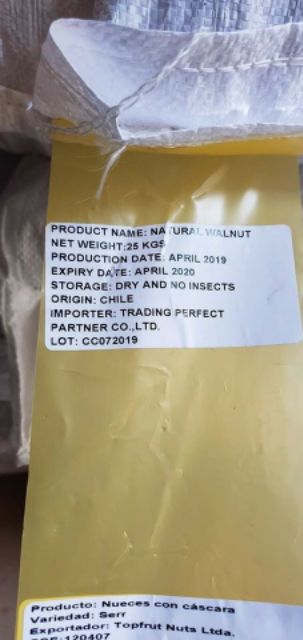 PRODUCT NAME: NATURAL WALNUT
NET WEIGHT:25 KGS
PRODUCTION DATE: APRIL 2019
EXPIRY DATE: APRIL 2020
STORAGE: DRY AND NO INSECTS
ORIGIN: CHILE
IMPORTER: TRADING PERFECT
PARTNER CO.,LTD.
LOT: CC072019
Producto: Nueces con cáscara
Variedad: Serr
Exportador: Topfrut Nuts Ltda.
:120407